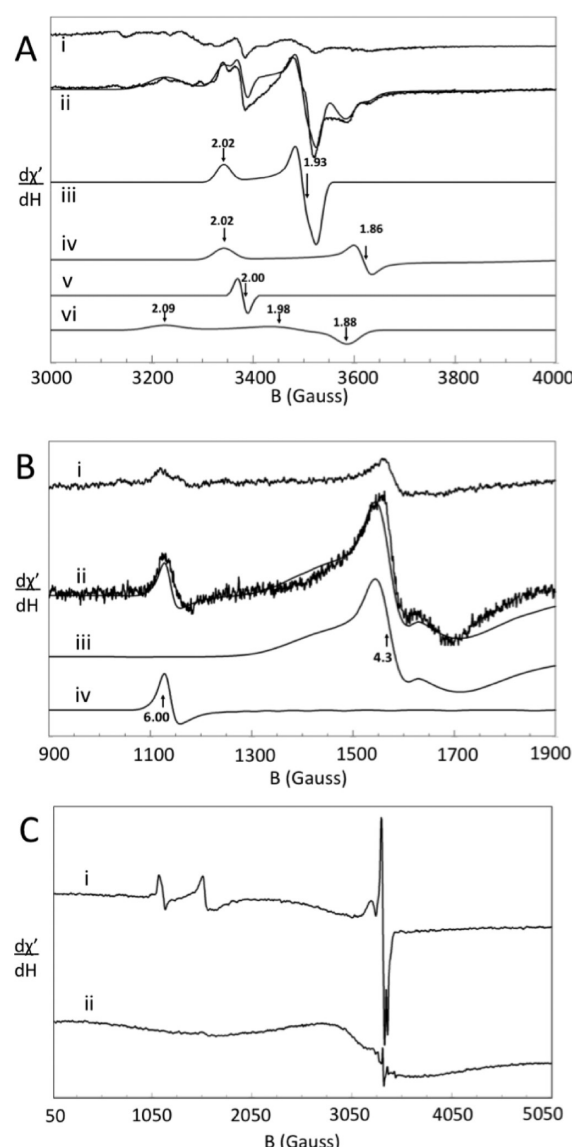 A
i
ii
dχ'
dH
iii
iv
v
vi
2.02
1.93
2.02
1.86
2.00
2.09
1.98
1.88
3000 3200 3400 3600 3800 4000
B (Gauss)
B
i
ii
dχ'
dH
iii
iv
4.3
6.00
900 1100 1300 1500 1700 1900
B (Gauss)
C
i
dχ'
dH
ii
50 1050 2050 3050 4050 5050
B (Gauss)